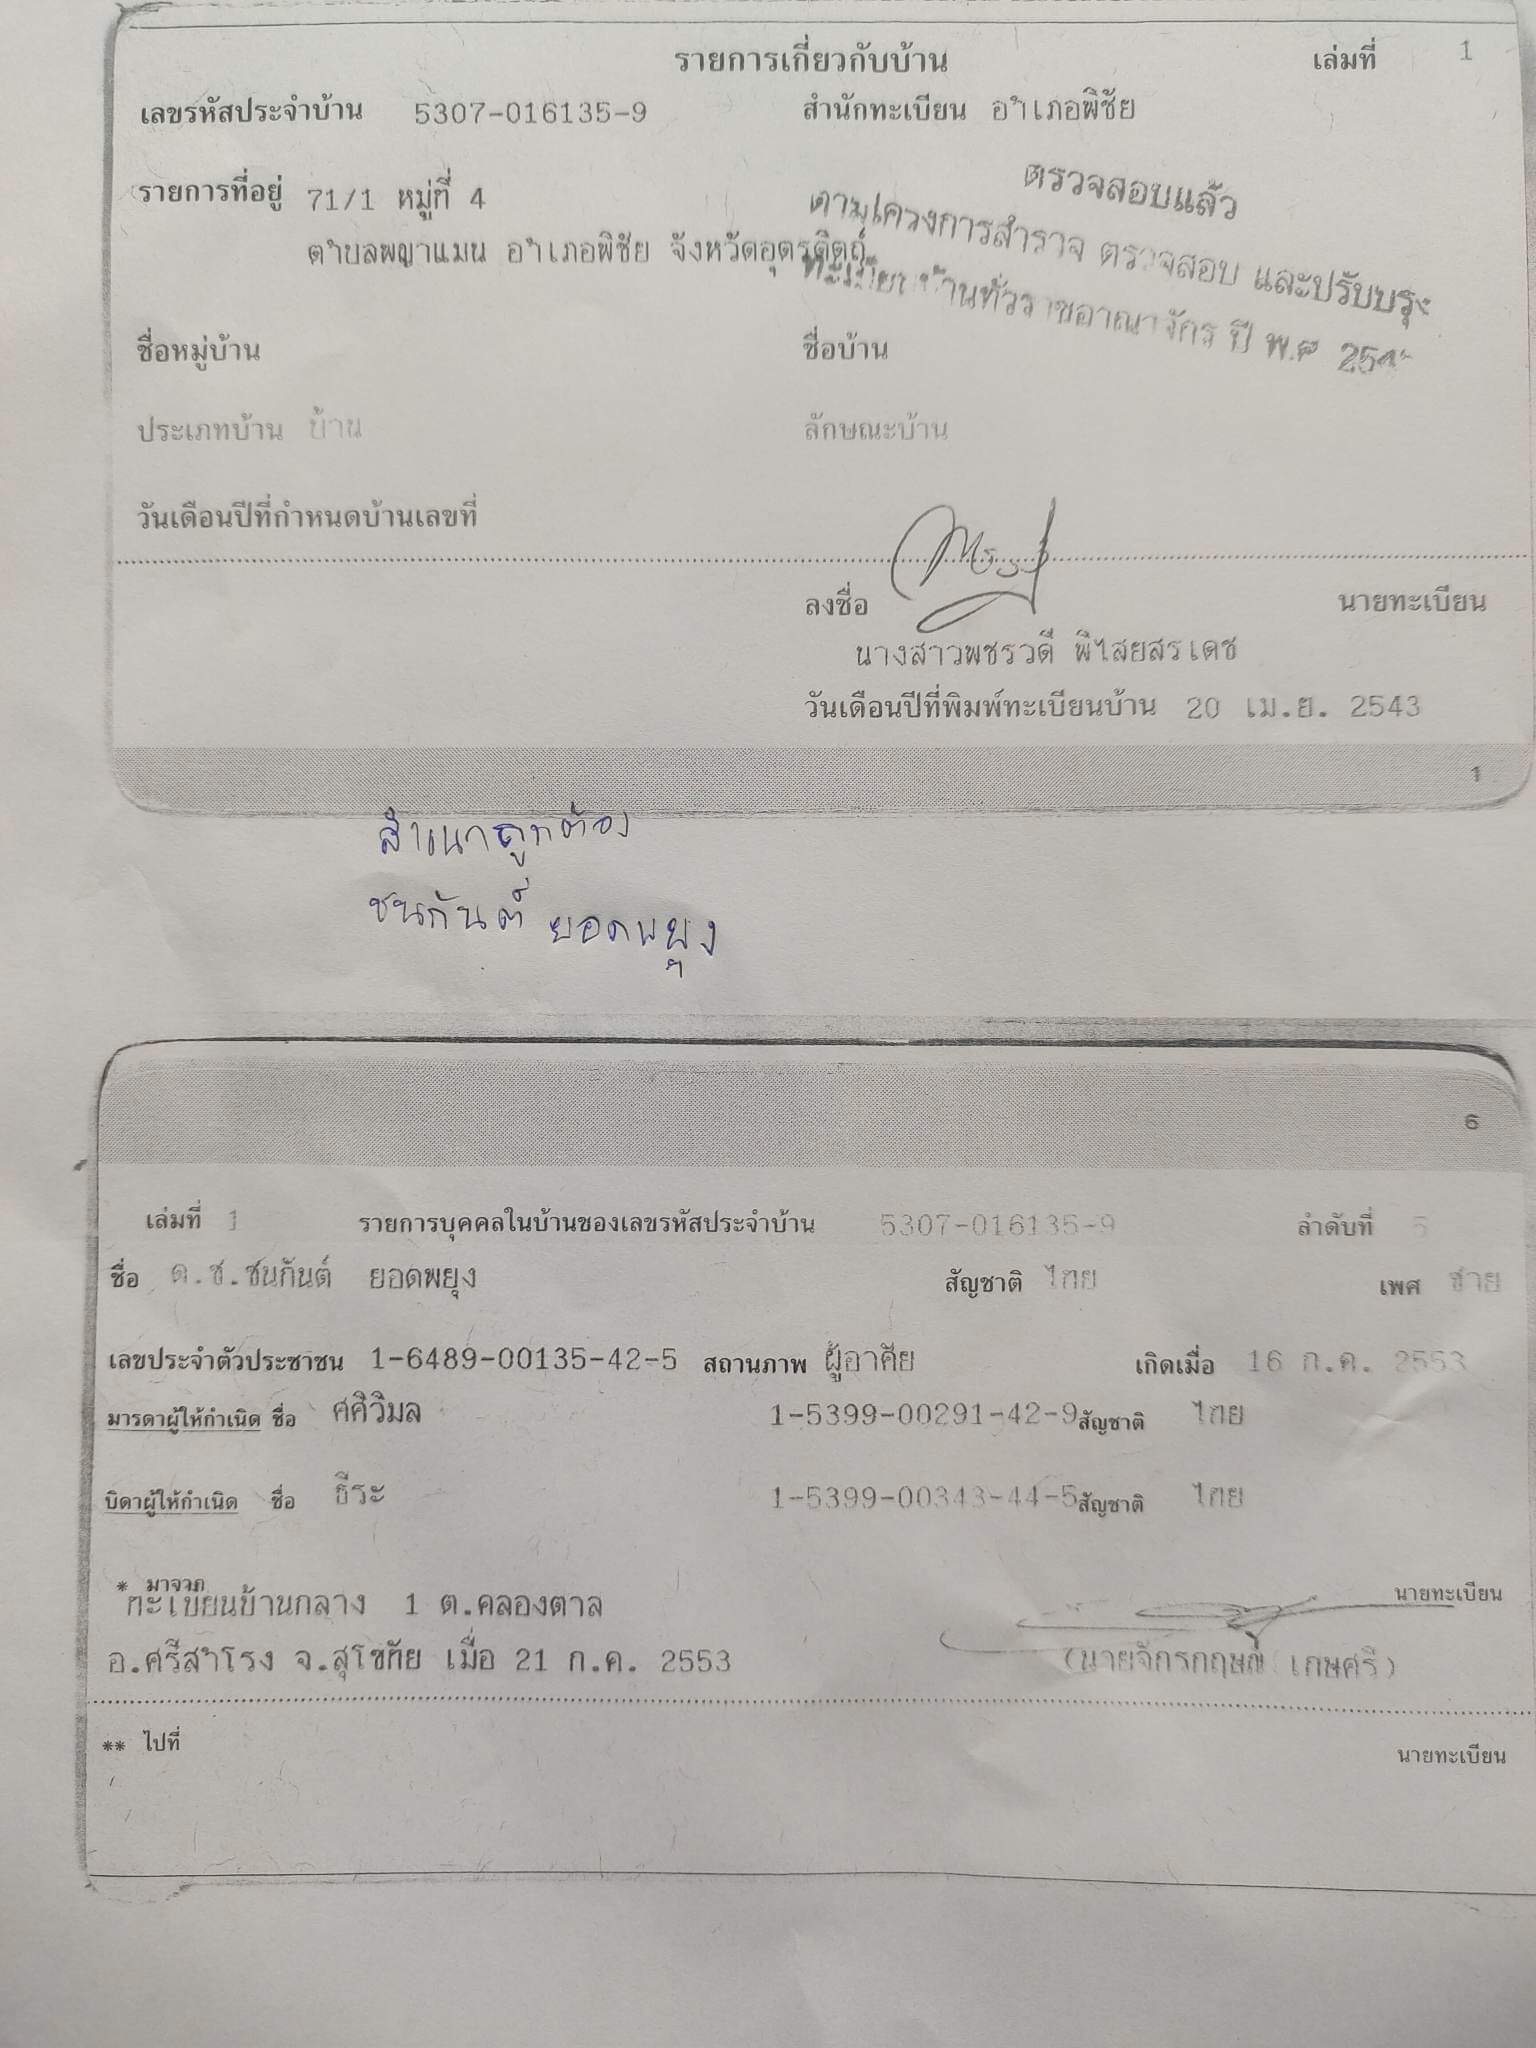 รายการเกี่ยวกับบ้าน เล่มที่ 1
เลขรหัสประจำบ้าน 5307-016135-9 สำนักทะเบียน อำเภอพิชัย
รายการที่อยู่ 71/1 หมู่ที่ 4
ตำบลพญาแมน อำเภอพิชัย จังหวัดอุตรดิตถ์
ตรวจสอบแล้ว
ตามโครงการสำรวจ ตรวจสอบ และปรับปรุง
ทะเบียนบ้านทั่วราชอาณาจักร ปี พ.ศ
ชื่อหมู่บ้าน ชื่อบ้าน
ประเภทบ้าน บ้าน ลักษณะบ้าน
วันเดือนปีที่กำหนดบ้านเลขที่
ลงชื่อ นายทะเบียน
นางสาวพชรวดี พิไสยสรเดช
วันเดือนปีที่พิมพ์ทะเบียนบ้าน 20 เม.ย. 2543
1
สำเนาถูกต้อง
ชนกันต์ ยอดพยุง
6
เล่มที่ 1 รายการบุคคลในบ้านของเลขรหัสประจำบ้าน 5307-016135-9 ลำดับที่ 5
ชื่อ ด.ช.ชนกันต์ ยอดพยุง สัญชาติ ไทย เพศ ชาย
เลขประจำตัวประชาชน 1-6489-00135-42-5 สถานภาพ ผู้อาศัย เกิดเมื่อ 16 ก.ค. 2553
มารดาผู้ให้กำเนิด ชื่อ ศศิวิมล 1-5399-00291-42-9 สัญชาติ ไทย
บิดาผู้ให้กำเนิด ชื่อ ธีระ 1-5399-00343-44-5 สัญชาติ ไทย
* มาจาก นายทะเบียน
ทะเบียนบ้านกลาง 1 ต.คลองตาล
อ.ศรีสำโรง จ.สุโขทัย เมื่อ 21 ก.ค. 2553 (นายจักรกฤษณ์ เกษศรี)
** ไปที่ นายทะเบียน